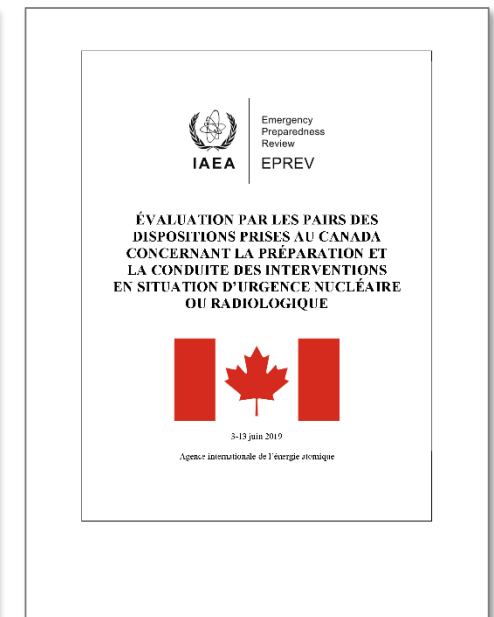 IAEA
Emergency
Preparedness
Review
EPREV
ÉVALUATION PAR LES PAIRS DES
DISPOSITIONS PRISES AU CANADA
CONCERNANT LA PRÉPARATION ET
LA CONDUITE DES INTERVENTIONS
EN SITUATION D'URGENCE NUCLÉAIRE
OU RADIOLOGIQUE
3-13 juin 2019
Agence internationale de l'énergie atomique